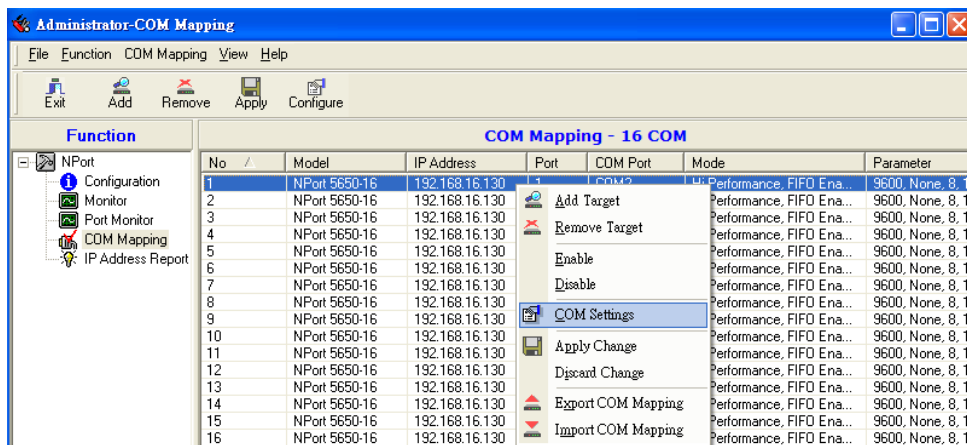 Administrator-COM Mapping
File Function COM Mapping View Help
Exit Add Remove Apply Configure
Function
COM Mapping - 16 COM
NPort
Configuration
Monitor
Port Monitor
COM Mapping
IP Address Report
No Model IP Address Port COM Port Mode Parameter
1 NPort 5650-16 192.168.16.130 1 COM2 Hi Performance, FIFO Ena... 9600, None, 8, 1
2 NPort 5650-16 192.168.16.130 Performance, FIFO Ena... 9600, None, 8, 1
3 NPort 5650-16 192.168.16.130 Performance, FIFO Ena... 9600, None, 8, 1
4 NPort 5650-16 192.168.16.130 Performance, FIFO Ena... 9600, None, 8, 1
5 NPort 5650-16 192.168.16.130 Performance, FIFO Ena... 9600, None, 8, 1
6 NPort 5650-16 192.168.16.130 Performance, FIFO Ena... 9600, None, 8, 1
7 NPort 5650-16 192.168.16.130 Performance, FIFO Ena... 9600, None, 8, 1
8 NPort 5650-16 192.168.16.130 Performance, FIFO Ena... 9600, None, 8, 1
9 NPort 5650-16 192.168.16.130 Performance, FIFO Ena... 9600, None, 8, 1
10 NPort 5650-16 192.168.16.130 Performance, FIFO Ena... 9600, None, 8, 1
11 NPort 5650-16 192.168.16.130 Performance, FIFO Ena... 9600, None, 8, 1
12 NPort 5650-16 192.168.16.130 Performance, FIFO Ena... 9600, None, 8, 1
13 NPort 5650-16 192.168.16.130 Performance, FIFO Ena... 9600, None, 8, 1
14 NPort 5650-16 192.168.16.130 Performance, FIFO Ena... 9600, None, 8, 1
15 NPort 5650-16 192.168.16.130 Performance, FIFO Ena... 9600, None, 8, 1
16 NPort 5650-16 192.168.16.130 Performance, FIFO Ena... 9600, None, 8, 1
Add Target
Remove Target
Enable
Disable
COM Settings
Apply Change
Discard Change
Export COM Mapping
Import COM Mapping